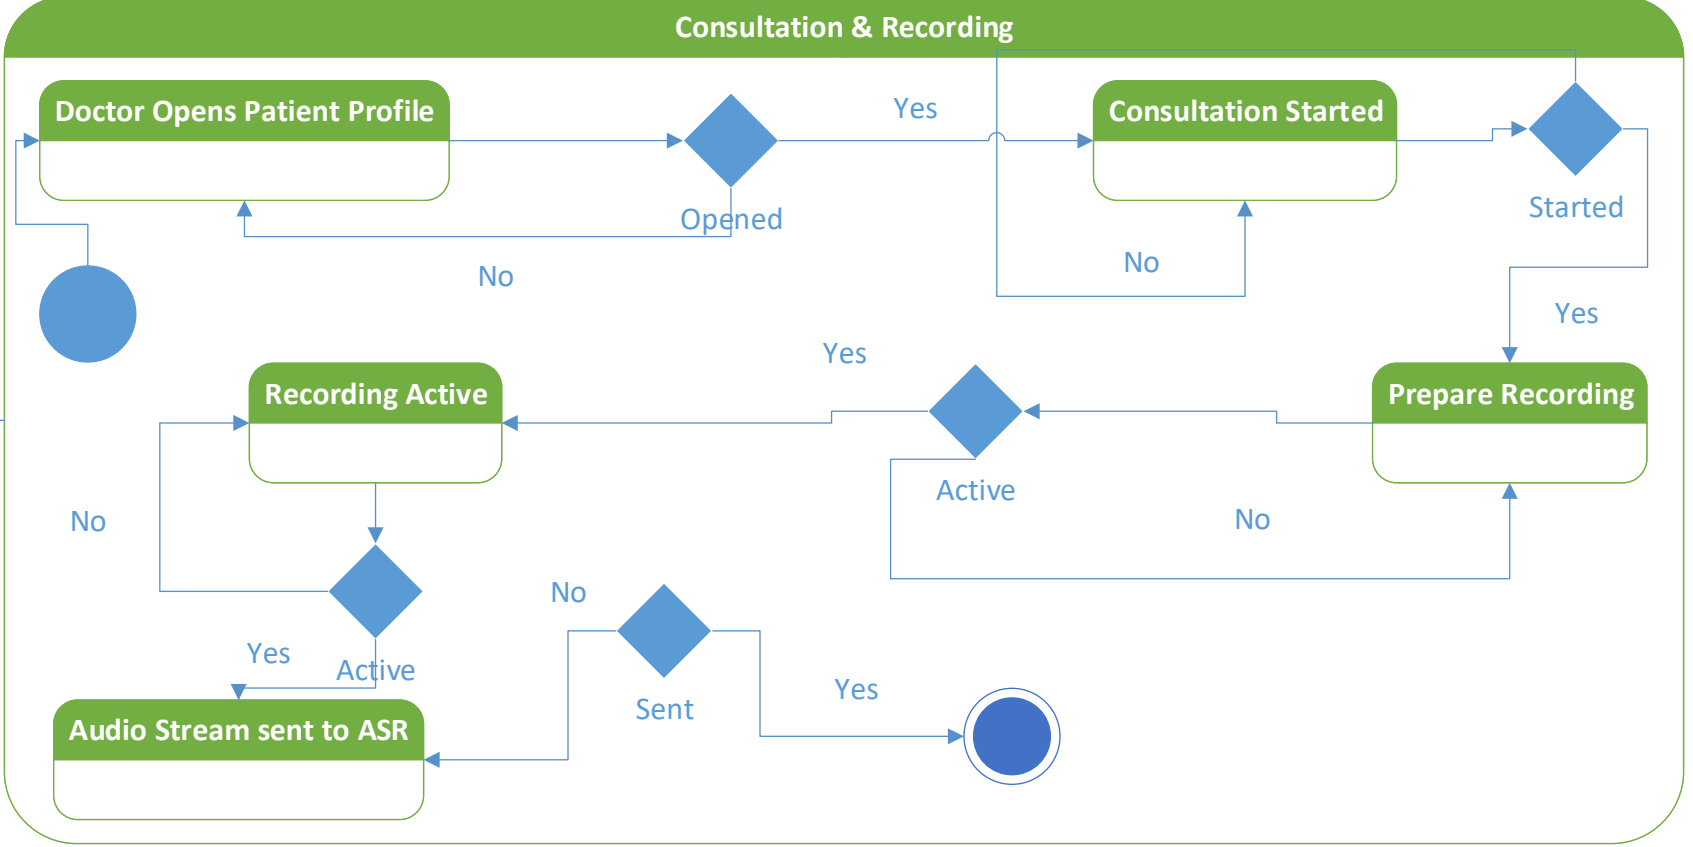 Consultation & Recording
Doctor Opens Patient Profile
Yes
Consultation Started
Opened
Started
No
No
Yes
Yes
Recording Active
Prepare Recording
Active
No
No
No
Yes
Active
Sent
Yes
Audio Stream sent to ASR